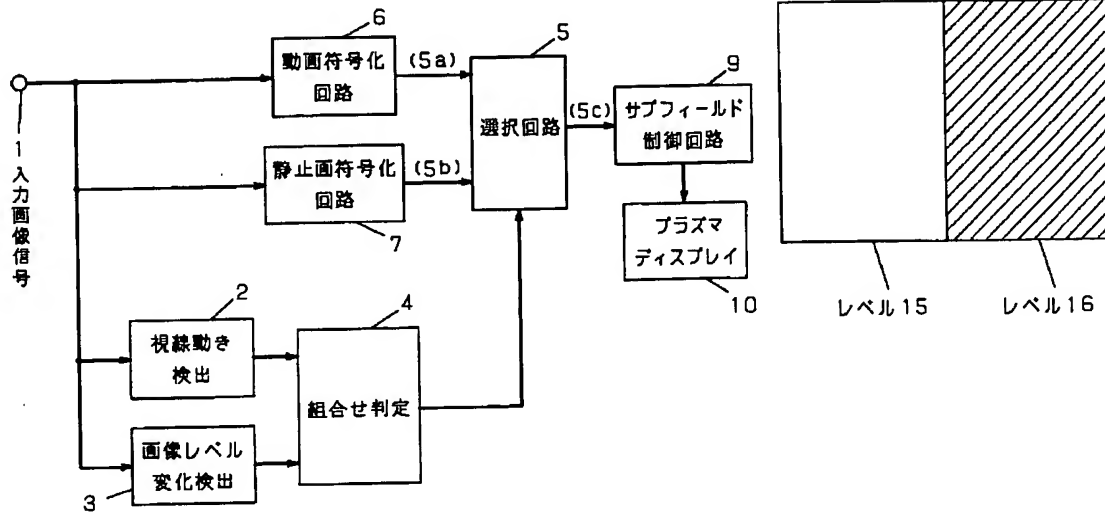 1入力画像信号
6
動画符号化
回路
(5a)
5
選択回路
(5c)
9
サブフィールド
制御回路
静止画符号化
回路
(5b)
7
プラズマ
ディスプレイ
10
2
視線動き
検出
4
組合せ判定
画像レベル
変化検出
3
レベル15
レベル16